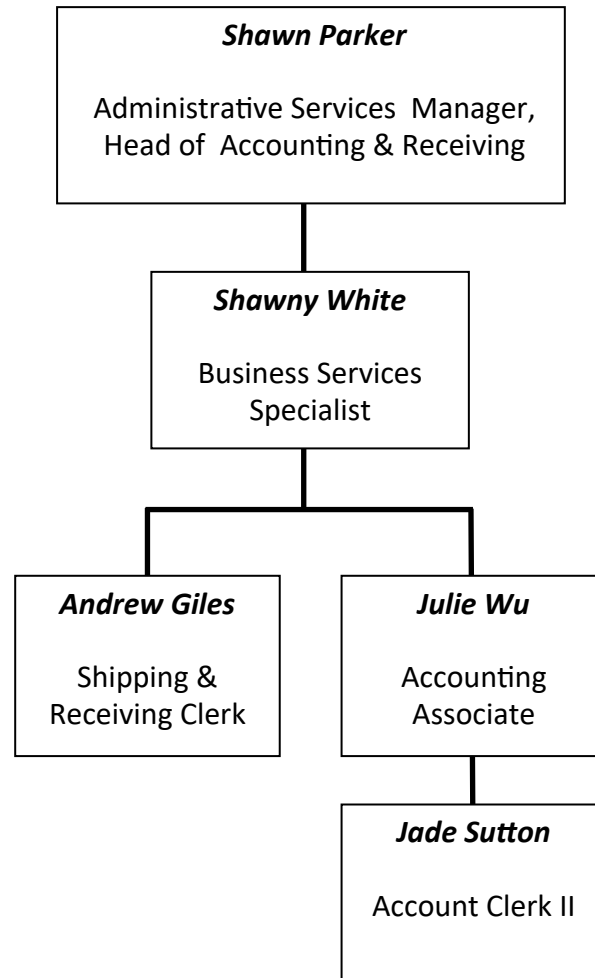 Shawn Parker
Administrative Services Manager,
Head of Accounting & Receiving
Shawny White
Business Services
Specialist
Andrew Giles
Shipping &
Receiving Clerk
Julie Wu
Accounting
Associate
Jade Sutton
Account Clerk II